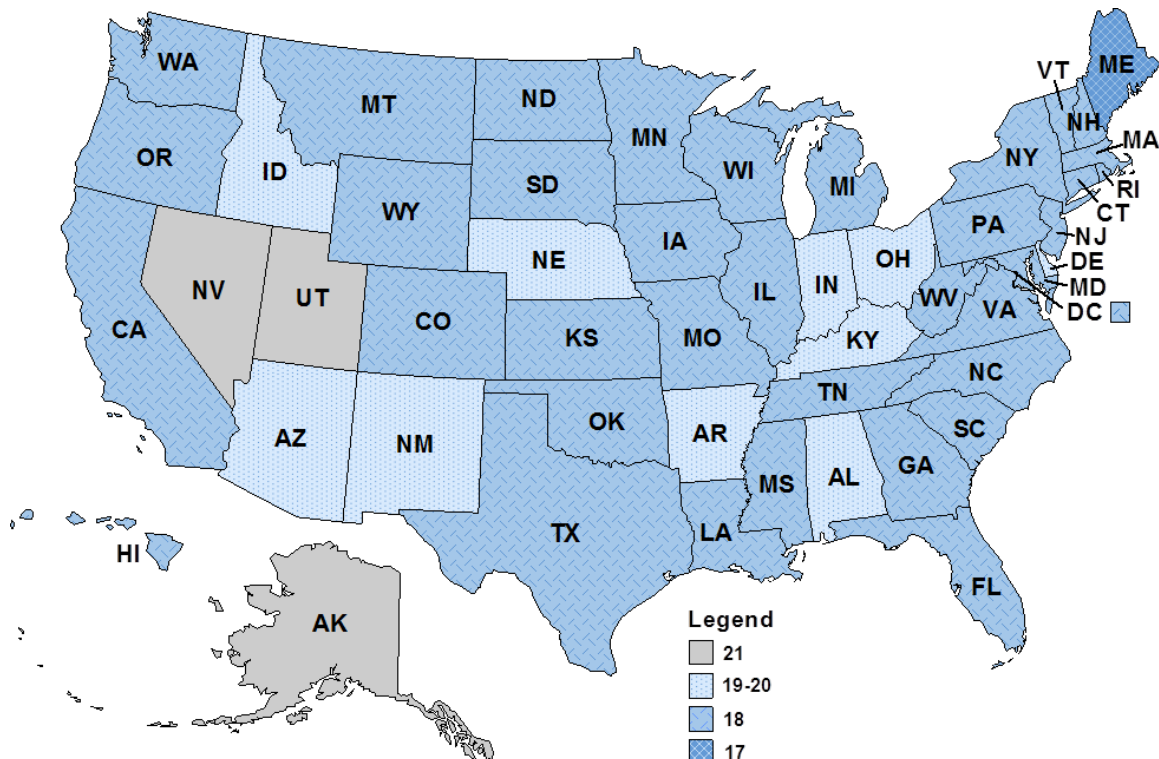 ME
VT
WA
MT
ND
NH
MN
MA
OR
NY
ID
WI
SD
MI
RI
WY
CT
PA
IA
NJ
NE
OH
DE
IN
NV
UT
IL
MD
WV
DC
VA
CO
CA
KS
MO
KY
NC
TN
OK
AR
SC
AZ
NM
GA
MS
AL
TX
LA
HI
FL
AK
Legend
21
19-20
18
17